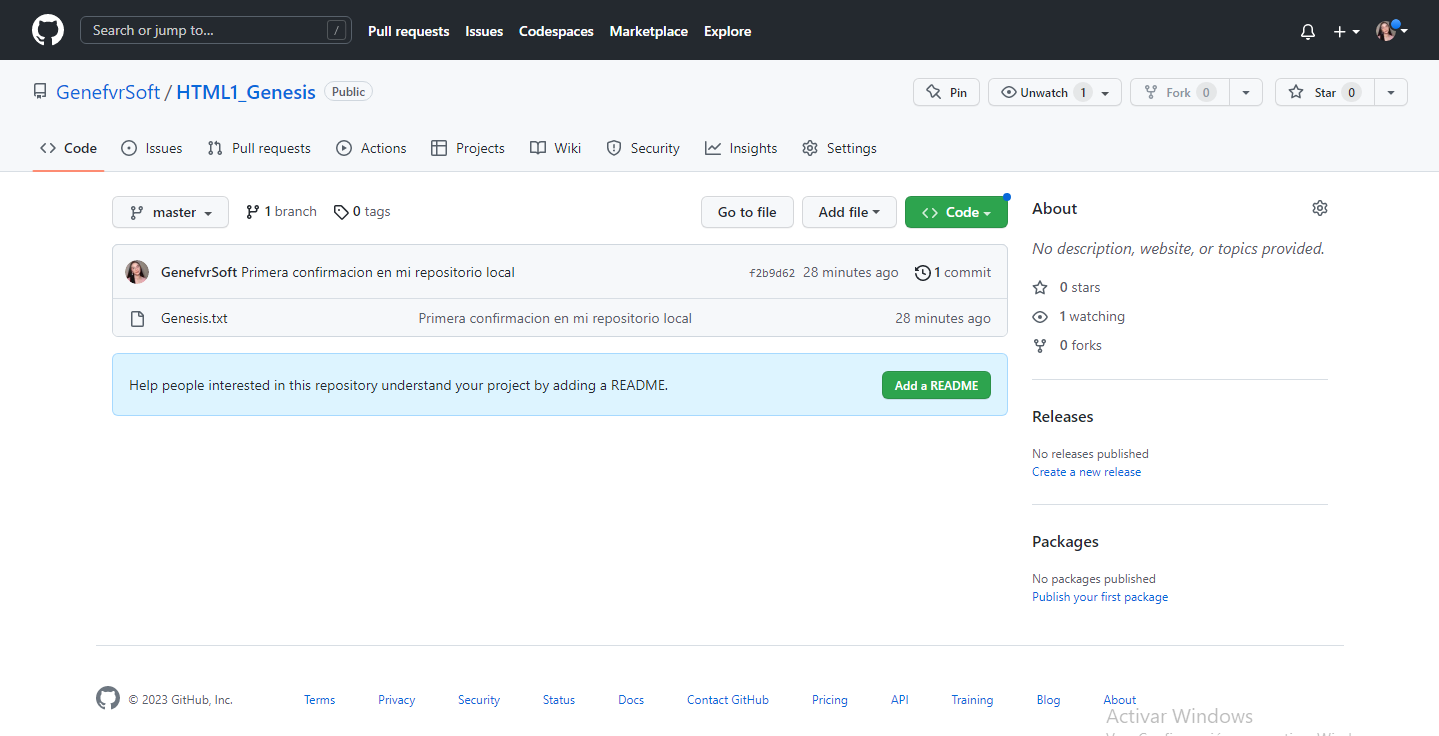 Search or jump to... / Pull requests Issues Codespaces Marketplace Explore
GenefvrSoft / HTML1_Genesis Public Pin Unwatch 1 Fork 0 Star 0
<> Code Issues Pull requests Actions Projects Wiki Security Insights Settings
master 1 branch 0 tags Go to file Add file <> Code
GenefvrSoft Primera confirmacion en mi repositorio local f2b9d62 28 minutes ago 1 commit
Genesis.txt Primera confirmacion en mi repositorio local 28 minutes ago
Help people interested in this repository understand your project by adding a README. Add a README
About
No description, website, or topics provided.
0 stars
1 watching
0 forks
Releases
No releases published
Create a new release
Packages
No packages published
Publish your first package
© 2023 GitHub, Inc. Terms Privacy Security Status Docs Contact GitHub Pricing API Training Blog About
Activar Windows